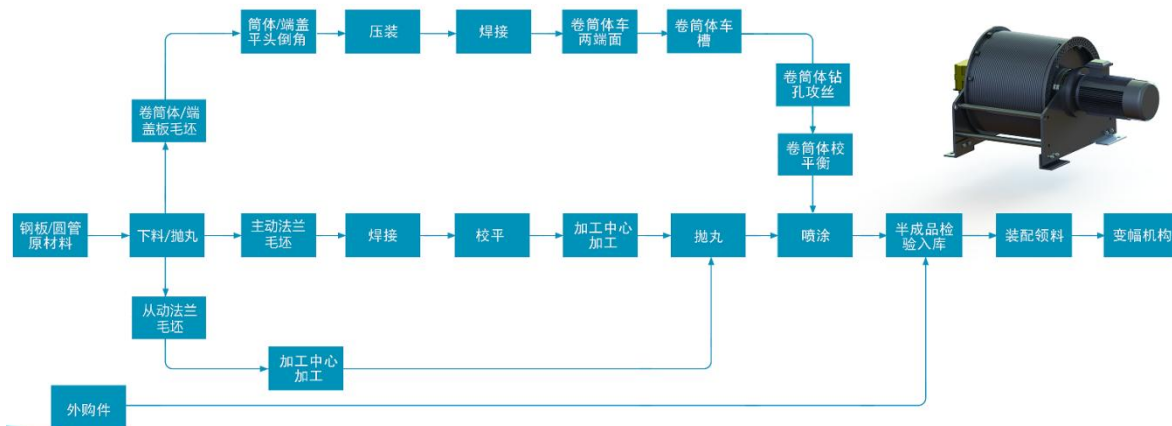 筒体/端盖
平头倒角
压装
焊接
卷筒体车
两端面
卷筒体车
槽
卷筒体钻
孔攻丝
卷筒体/端
盖板毛坯
卷筒体校
平衡
钢板/圆管
原材料
下料/抛丸
主动法兰
毛坯
焊接
校平
加工中心
加工
抛丸
喷涂
半成品检
验入库
装配领料
变幅机构
从动法兰
毛坯
加工中心
加工
外购件